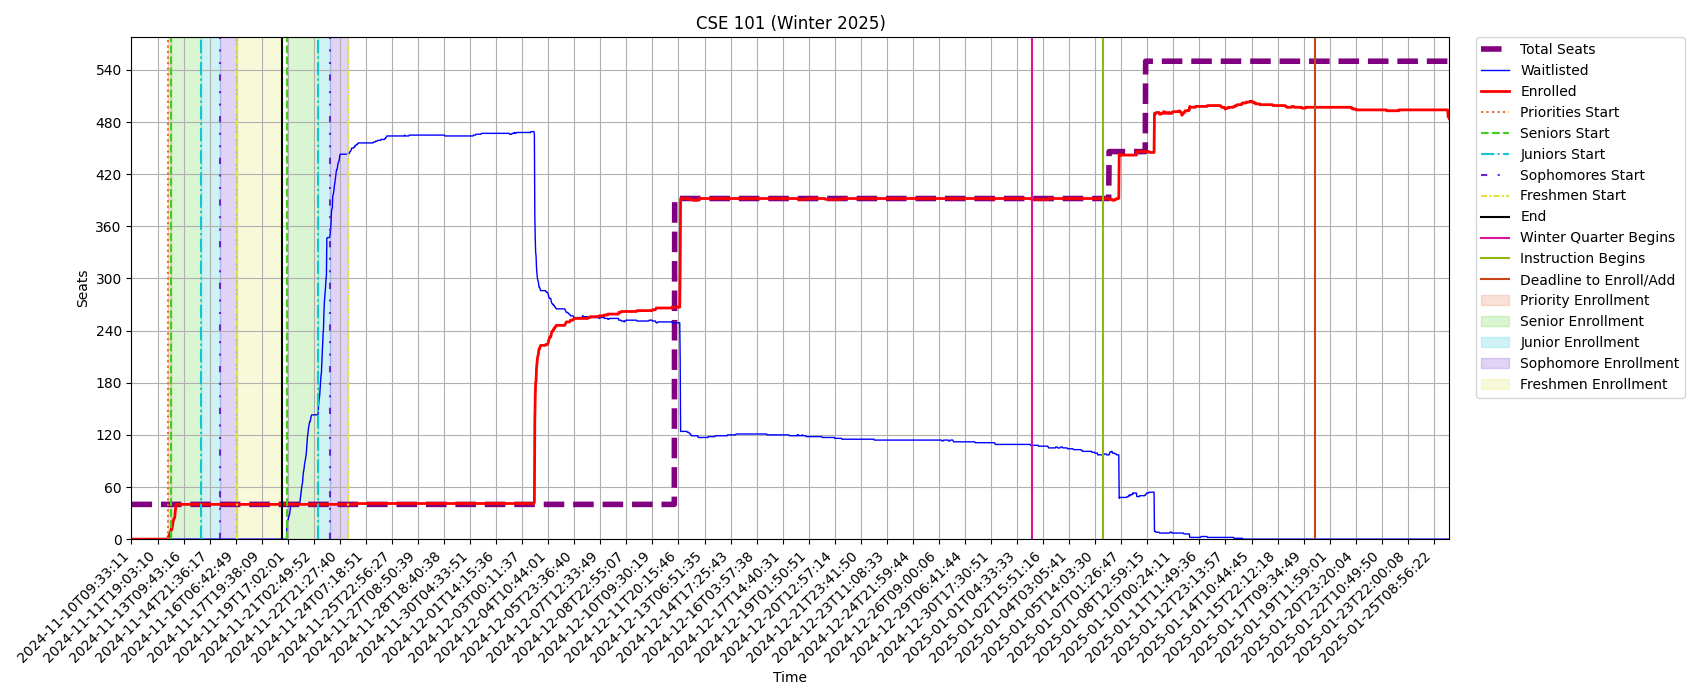 CSE 101 (Winter 2025)
Seats
540
480
420
360
300
240
180
120
60
0
2024-11-10T09:33:11
2024-11-11T19:03:10
2024-11-13T09:43:16
2024-11-14T21:36:17
2024-11-16T06:42:49
2024-11-17T19:38:09
2024-11-19T17:02:01
2024-11-21T02:49:52
2024-11-22T21:27:40
2024-11-24T07:18:51
2024-11-25T22:56:27
2024-11-27T08:50:39
2024-11-28T18:40:38
2024-11-30T04:33:51
2024-12-01T14:15:36
2024-12-03T00:11:37
2024-12-04T10:44:01
2024-12-05T23:36:40
2024-12-07T12:33:49
2024-12-08T22:55:07
2024-12-10T09:30:19
2024-12-11T20:15:46
2024-12-13T06:51:35
2024-12-14T17:25:43
2024-12-16T03:57:38
2024-12-17T14:40:31
2024-12-19T01:50:51
2024-12-20T12:57:14
2024-12-21T23:41:50
2024-12-23T11:08:33
2024-12-24T21:59:44
2024-12-26T09:00:06
2024-12-29T06:41:44
2024-12-30T17:30:51
2025-01-01T04:33:33
2025-01-02T15:51:16
2025-01-04T03:05:41
2025-01-05T14:03:30
2025-01-07T01:26:47
2025-01-08T12:59:15
2025-01-10T00:24:11
2025-01-11T11:49:36
2025-01-12T23:13:57
2025-01-14T10:44:45
2025-01-15T22:12:18
2025-01-17T09:34:49
2025-01-19T11:59:01
2025-01-20T23:20:04
2025-01-22T10:49:50
2025-01-23T22:00:08
2025-01-25T08:56:22
Time
Total Seats
Waitlisted
Enrolled
Priorities Start
Seniors Start
Juniors Start
Sophomores Start
Freshmen Start
End
Winter Quarter Begins
Instruction Begins
Deadline to Enroll/Add
Priority Enrollment
Senior Enrollment
Junior Enrollment
Sophomore Enrollment
Freshmen Enrollment